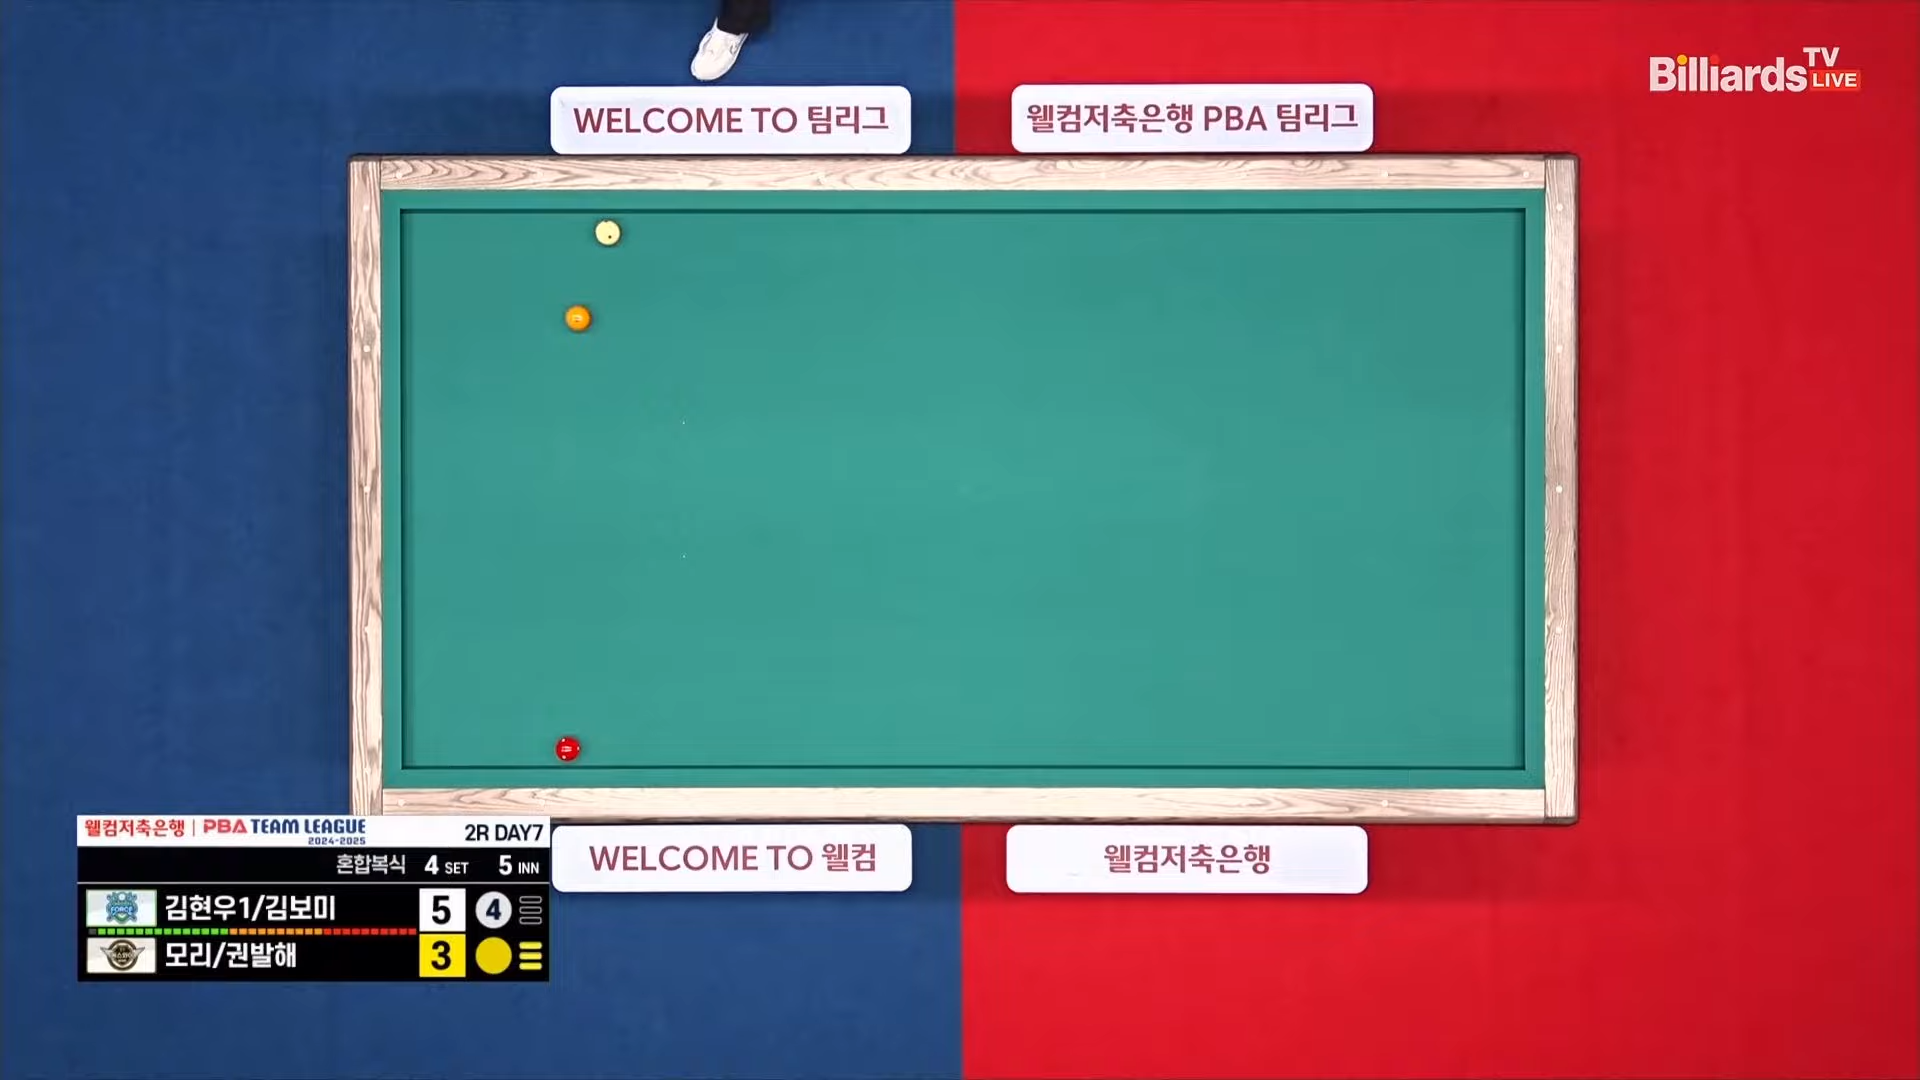 Billiards TV
LIVE
WELCOME TO 팀리그
웰컴저축은행 PBA 팀리그
웰컴저축은행 | PBA TEAM LEAGUE
2024-2025
2R DAY7
혼합복식 4 SET 5 INN
FORCE
김현우1/김보미 5 4
모리/권발해 3
WELCOME TO 웰컴
웰컴저축은행